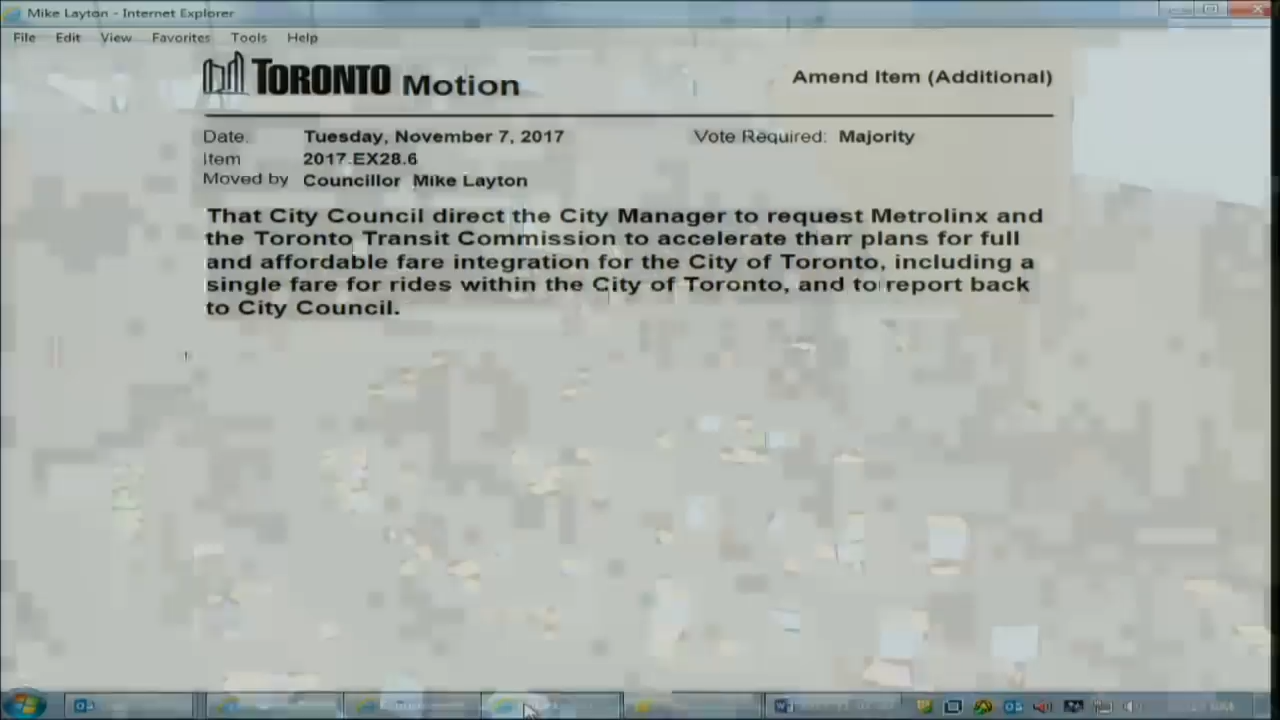 Mike Layton - Internet Explorer
File Edit View Favorites Tools Help
TORONTO Motion
Amend Item (Additional)
Date. Tuesday, November 7, 2017 Vote Required: Majority
Item 2017.EX28.6
Moved by Councillor Mike Layton
That City Council direct the City Manager to request Metrolinx and
the Toronto Transit Commission to accelerate plans for full
and affordable fare integration for the City of Toronto, including a
single fare for rides within the City of Toronto, and to report back
to City Council.